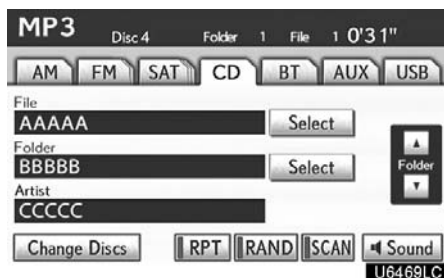 MP3 Disc 4 Folder 1 File 1 0'31"
AM FM SAT CD BT AUX USB
File
AAAAA Select
Folder
BBBBB Select
Folder
Artist
CCCCC
Change Discs RPT RAND SCAN Sound
U6469LC